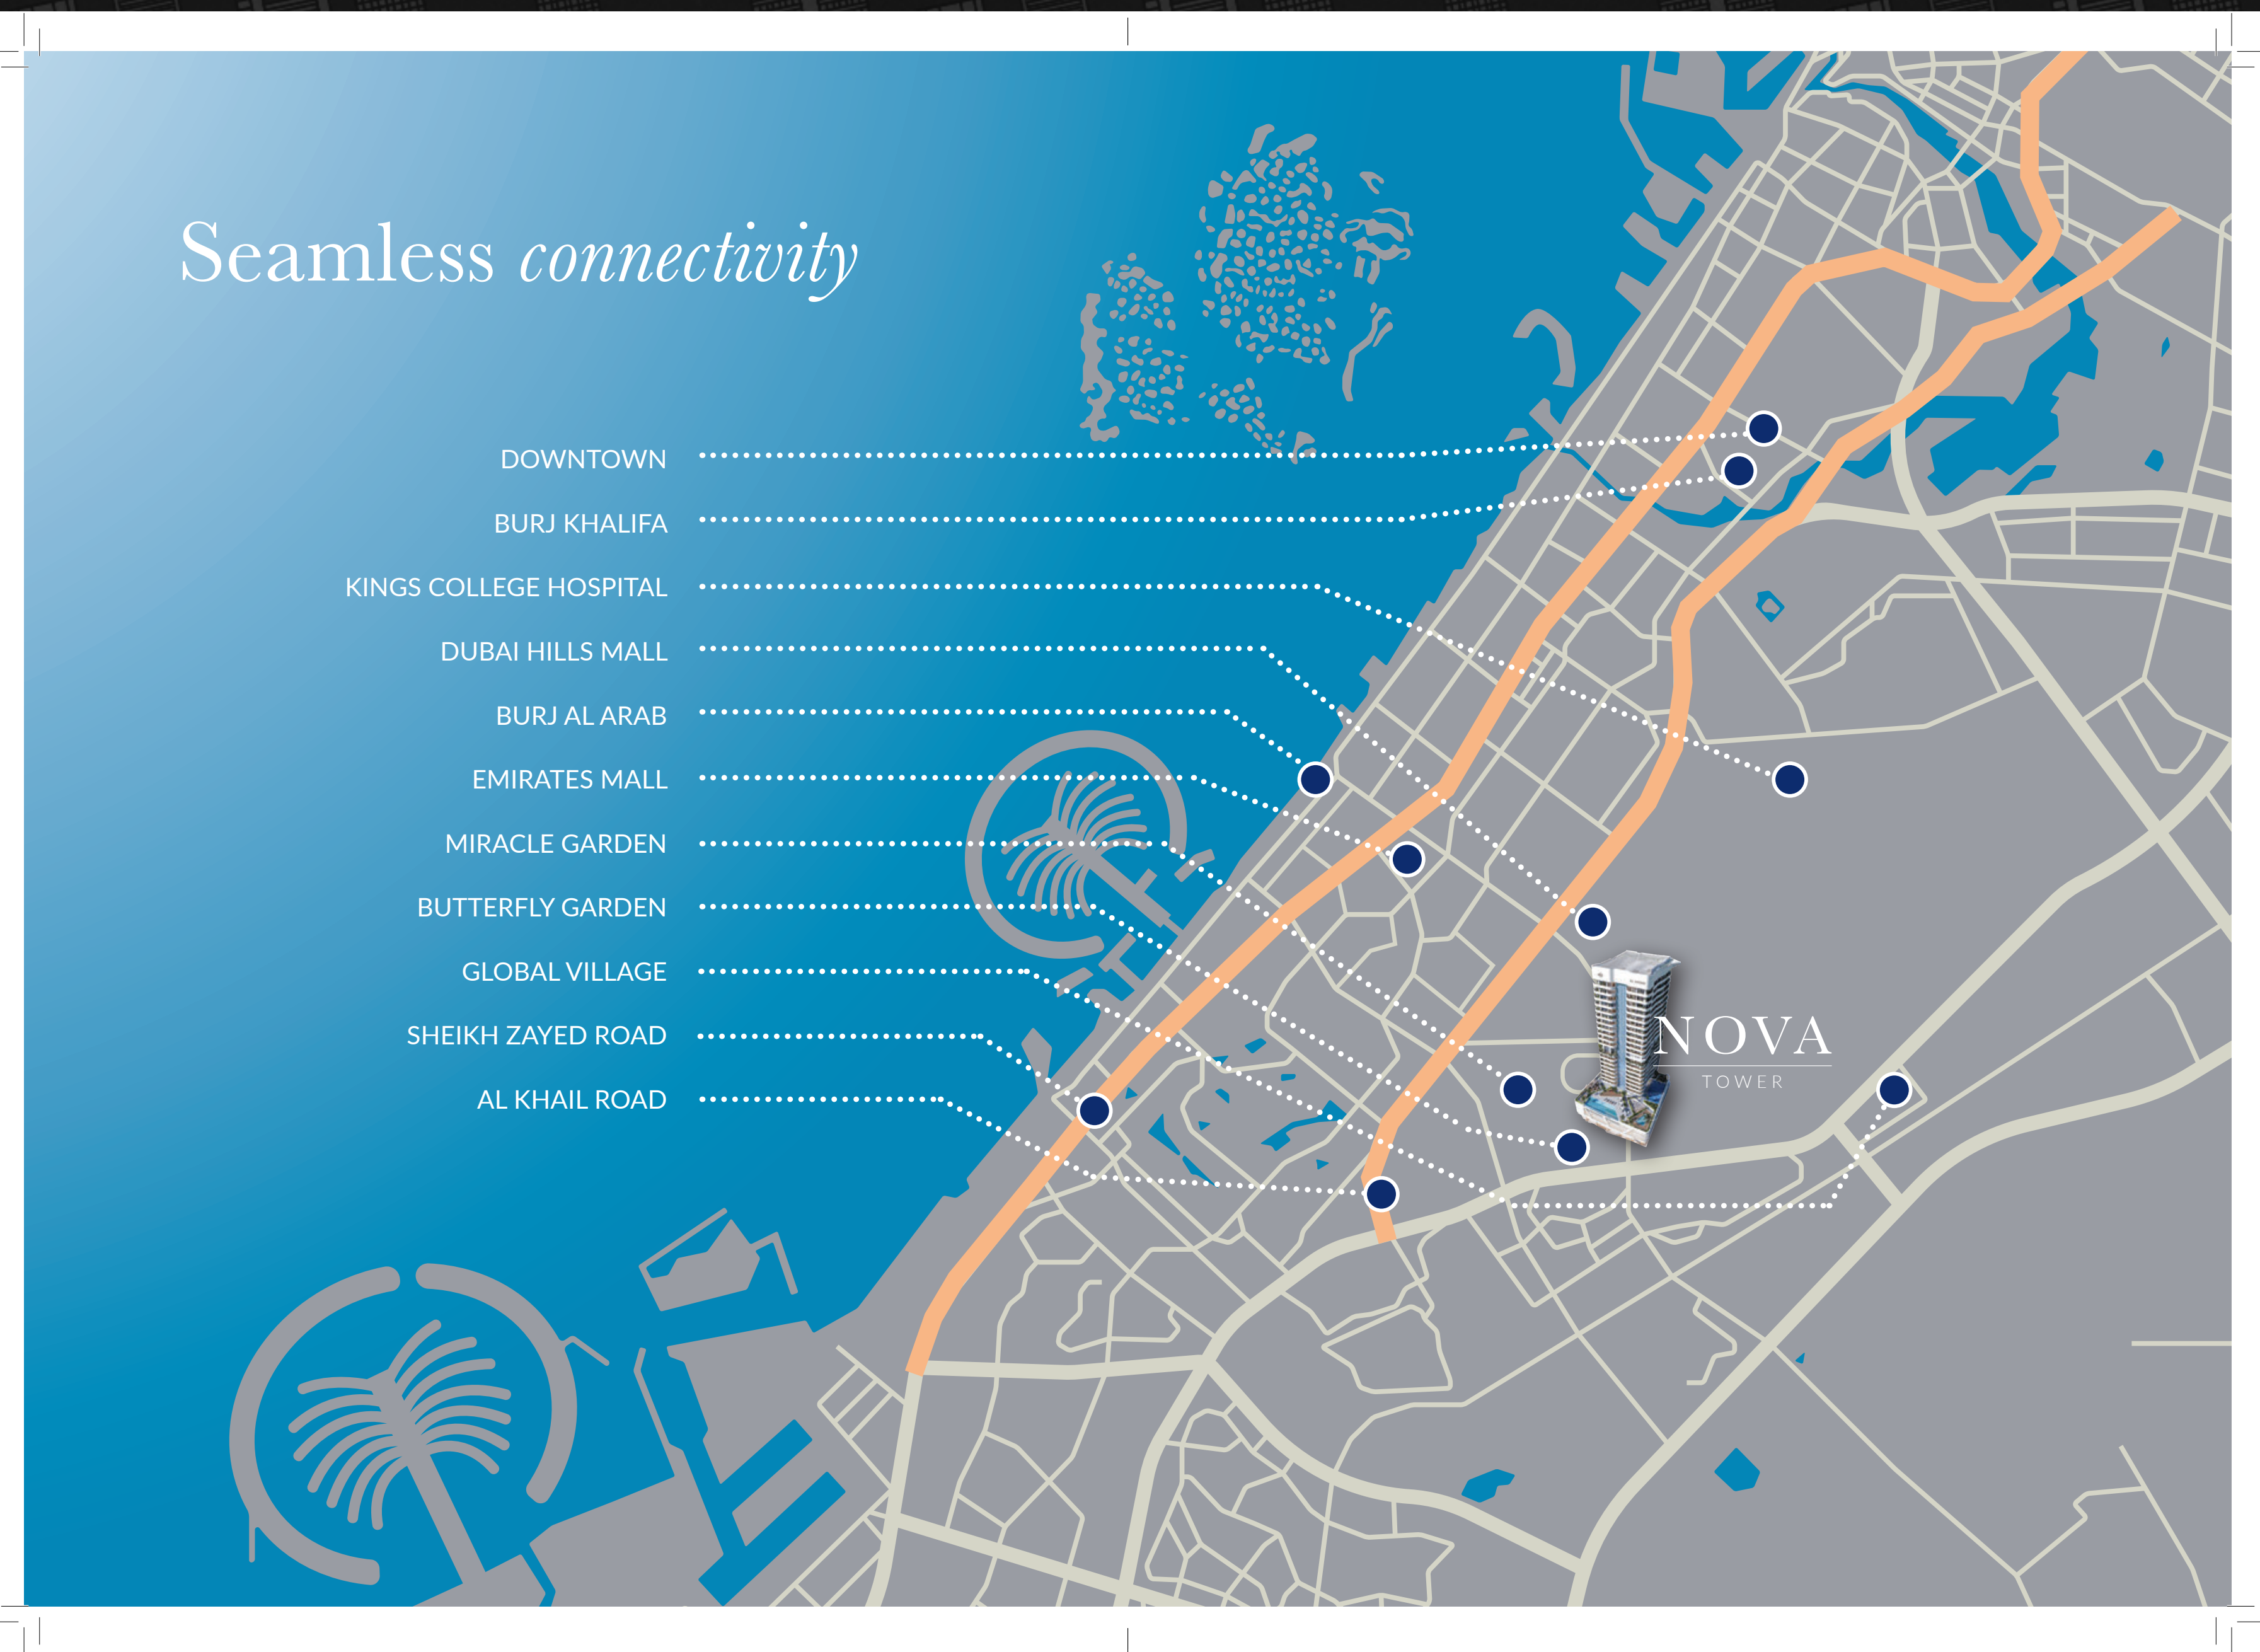 Seamless connectivity
DOWNTOWN
BURJ KHALIFA
KINGS COLLEGE HOSPITAL
DUBAI HILLS MALL
BURJ AL ARAB
EMIRATES MALL
MIRACLE GARDEN
BUTTERFLY GARDEN
GLOBAL VILLAGE
SHEIKH ZAYED ROAD
AL KHAIL ROAD
NOVA
TOWER